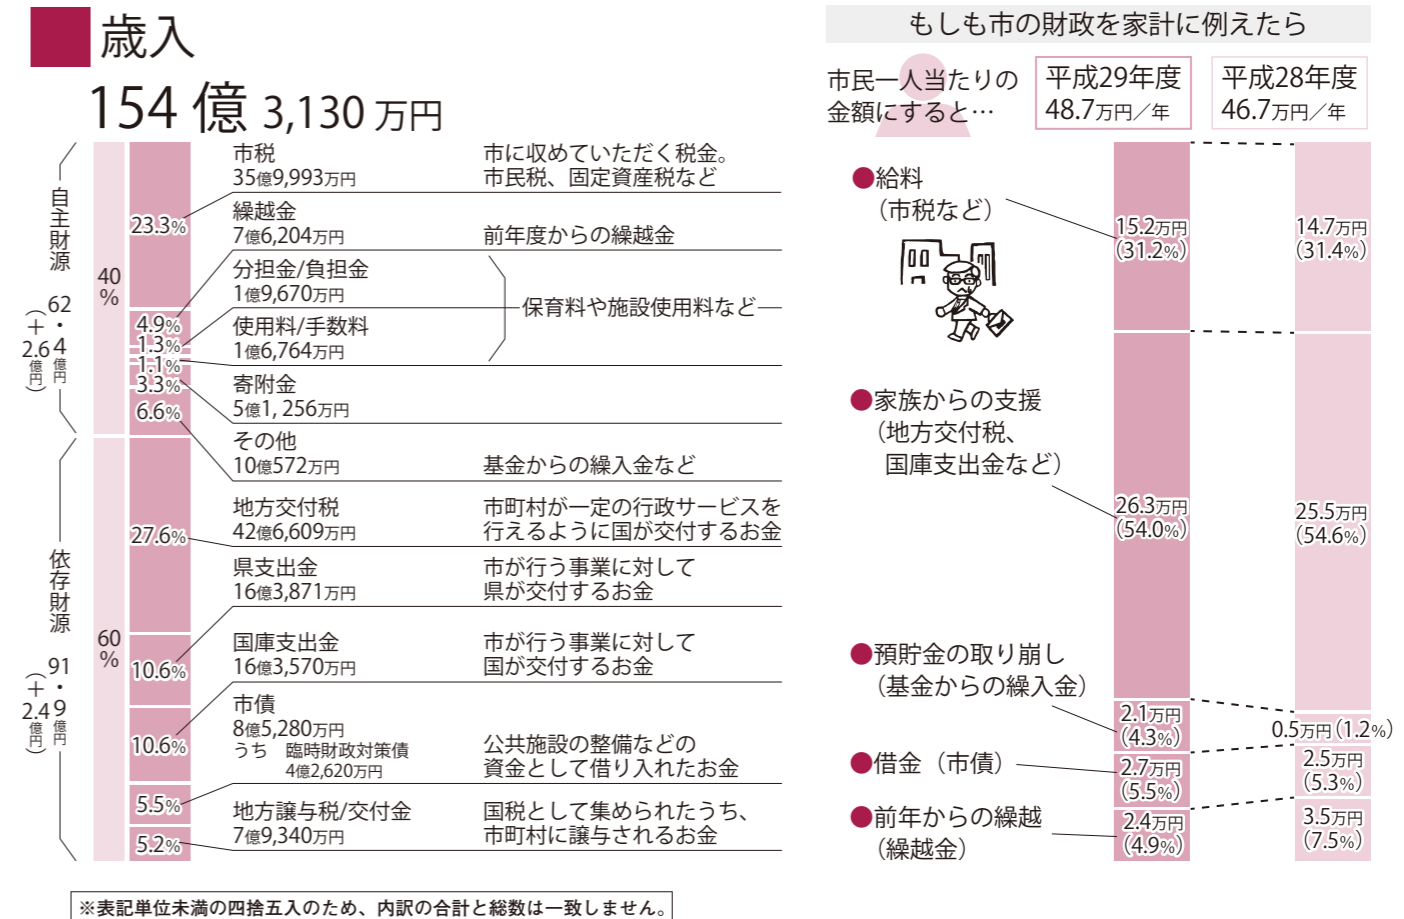 歳入
154 億 3,130 万円
自主財源 62・4億円
(＋2.6億円)
40%
23.3%
4.9%
1.3%
1.1%
3.3%
6.6%
市税
35億9,993万円
市に収めていただく税金。
市民税、固定資産税など
繰越金
7億6,204万円
前年度からの繰越金
分担金/負担金
1億9,670万円
使用料/手数料
1億6,764万円
保育料や施設使用料など
寄附金
5億1, 256万円
その他
10億572万円
基金からの繰入金など
依存財源 91・9億円
(＋2.4億円)
60%
27.6%
10.6%
10.6%
5.5%
5.2%
地方交付税
42億6,609万円
市町村が一定の行政サービスを
行えるように国が交付するお金
県支出金
16億3,871万円
市が行う事業に対して
県が交付するお金
国庫支出金
16億3,570万円
市が行う事業に対して
国が交付するお金
市債
8億5,280万円
うち 臨時財政対策債
4億2,620万円
公共施設の整備などの
資金として借り入れたお金
地方譲与税/交付金
7億9,340万円
国税として集められたうち、
市町村に譲与されるお金
※表記単位未満の四捨五入のため、内訳の合計と総数は一致しません。
もしも市の財政を家計に例えたら
市民一人当たりの
金額にすると…
平成29年度
48.7万円／年
平成28年度
46.7万円／年
●給料
（市税など）
15.2万円
(31.2%)
14.7万円
(31.4%)
●家族からの支援
（地方交付税、
国庫支出金など）
26.3万円
(54.0%)
25.5万円
(54.6%)
●預貯金の取り崩し
（基金からの繰入金）
2.1万円
(4.3%)
0.5万円(1.2%)
●借金（市債）
2.7万円
(5.5%)
2.5万円
(5.3%)
●前年からの繰越
（繰越金）
2.4万円
(4.9%)
3.5万円
(7.5%)